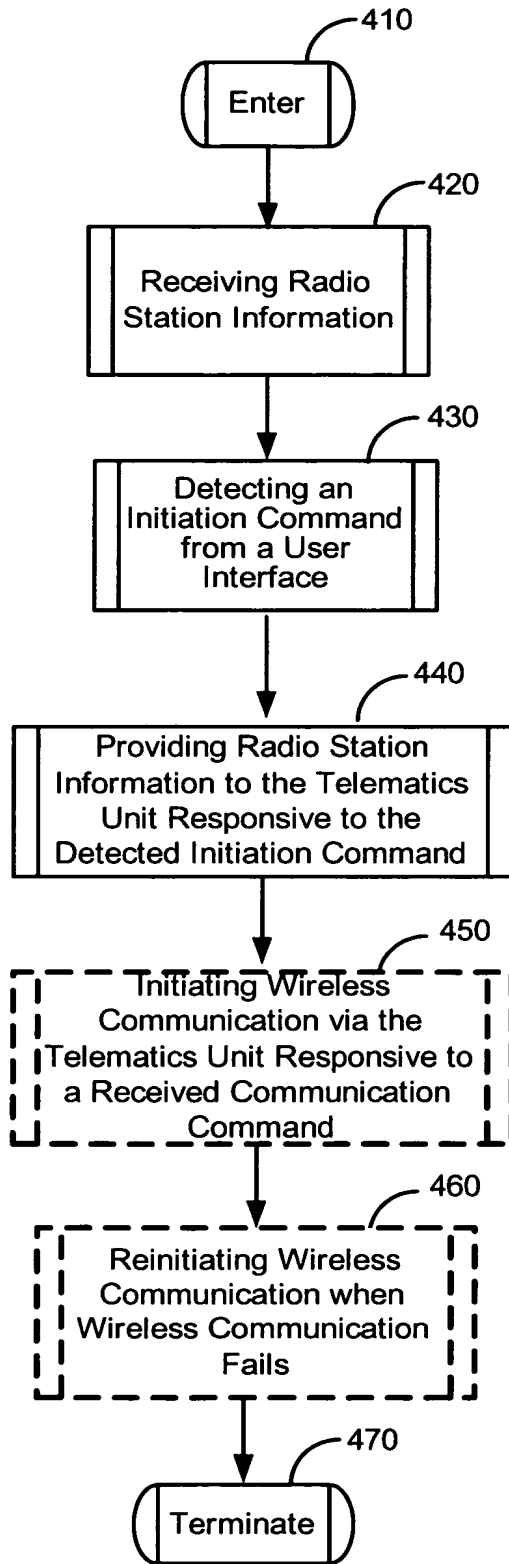 410
Enter
420
Receiving Radio
Station Information
430
Detecting an
Initiation Command
from a User
Interface
440
Providing Radio Station
Information to the Telematics
Unit Responsive to the
Detected Initiation Command
450
Initiating Wireless
Communication via the
Telematics Unit Responsive to
a Received Communication
Command
460
Reinitiating Wireless
Communication when
Wireless Communication
Fails
470
Terminate